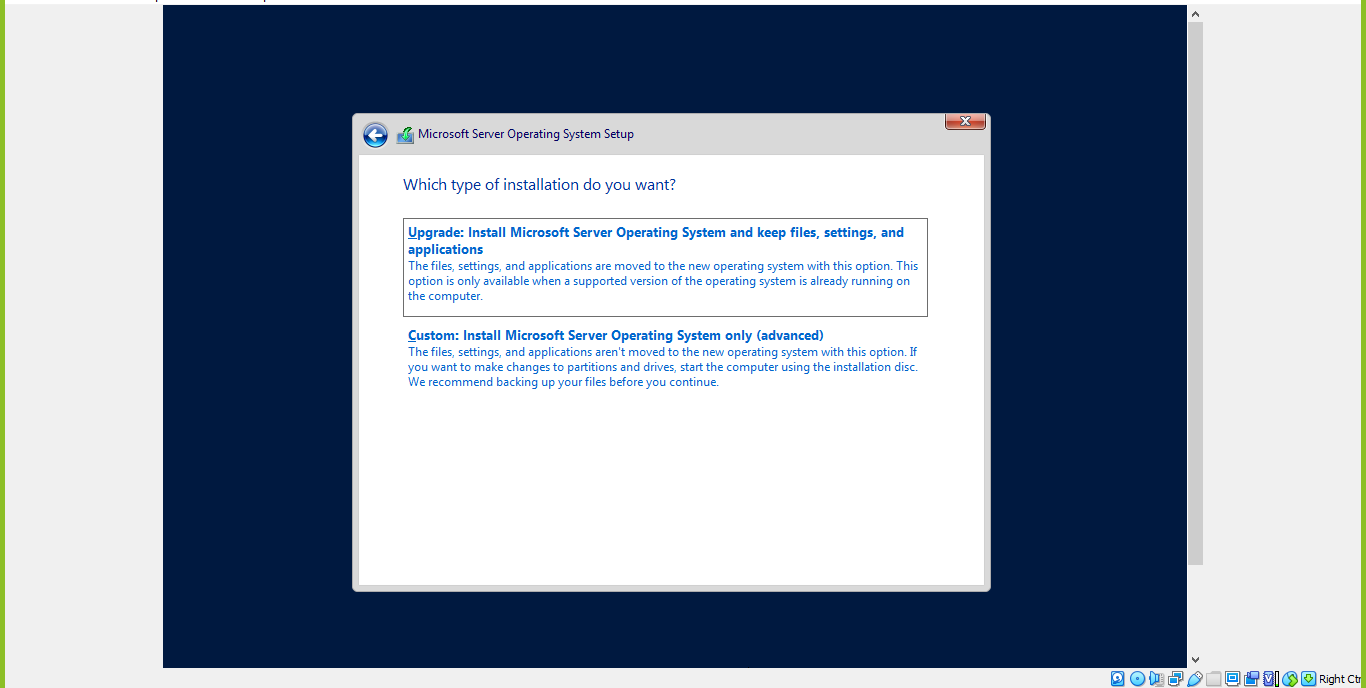 Microsoft Server Operating System Setup
Which type of installation do you want?
Upgrade: Install Microsoft Server Operating System and keep files, settings, and
applications
The files, settings, and applications are moved to the new operating system with this option. This
option is only available when a supported version of the operating system is already running on
the computer.
Custom: Install Microsoft Server Operating System only (advanced)
The files, settings, and applications aren't moved to the new operating system with this option. If
you want to make changes to partitions and drives, start the computer using the installation disc.
We recommend backing up your files before you continue.
Right Ctr